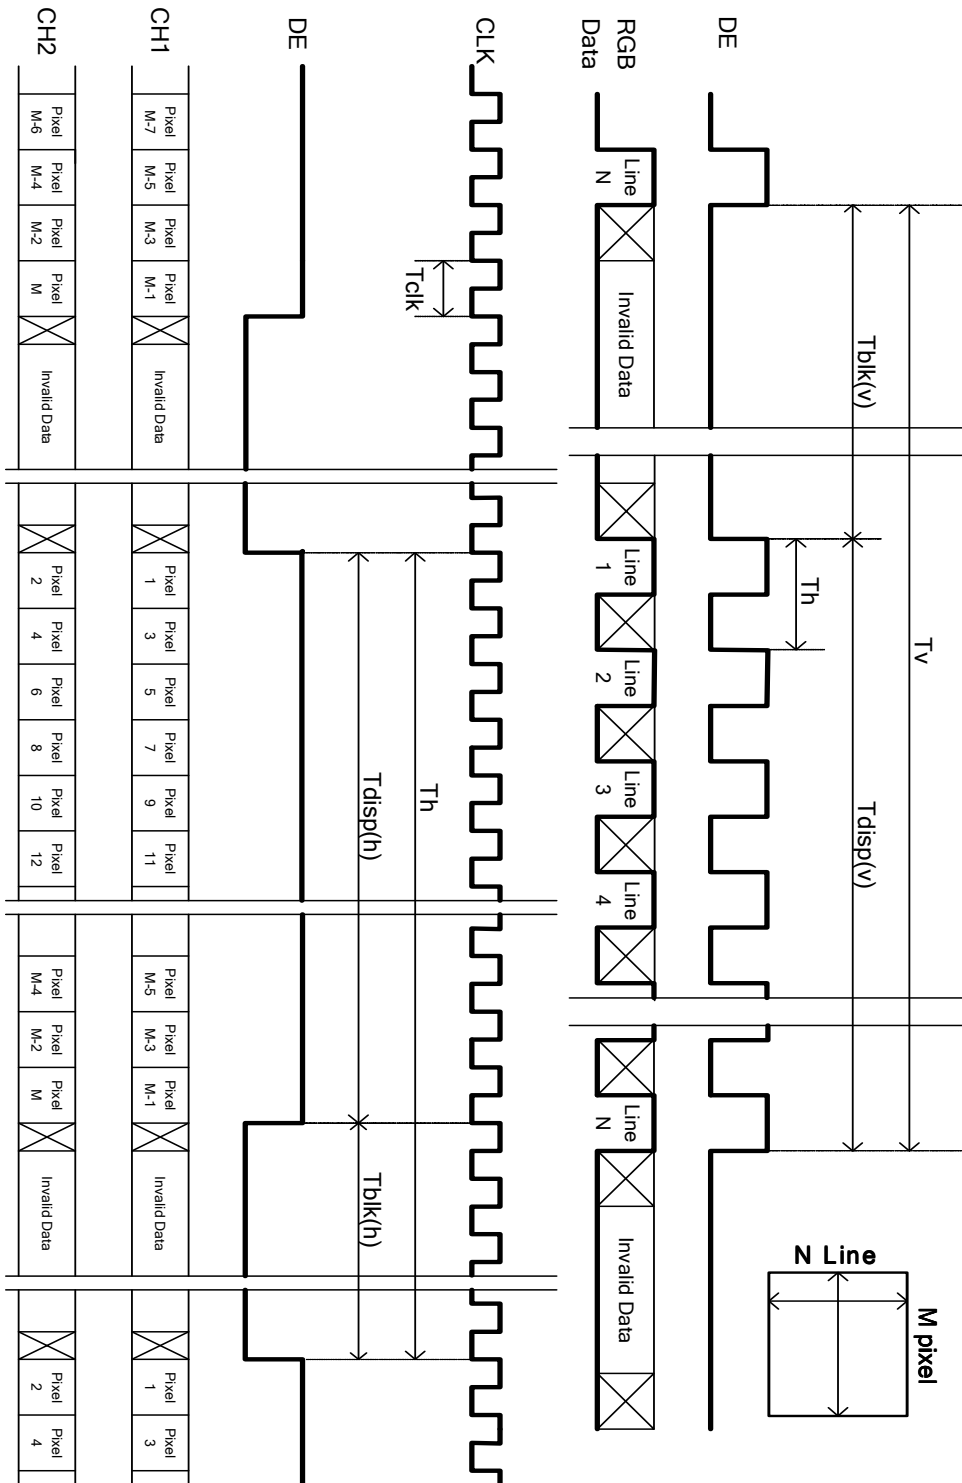 Tv
Tblk(v)
Tdisp(v)
Th
N Line
M pixel
DE
RGB
Data
Line
N
Invalid Data
Line
1
Line
2
Line
3
Line
4
Line
N
Invalid Data
CLK
Tclk
Th
Tdisp(h)
Tblk(h)
DE
CH1
Pixel
M-7
Pixel
M-5
Pixel
M-3
Pixel
M-1
Invalid Data
Pixel
1
Pixel
3
Pixel
5
Pixel
7
Pixel
9
Pixel
11
Pixel
M-5
Pixel
M-3
Pixel
M-1
Invalid Data
Pixel
1
Pixel
3
CH2
Pixel
M-6
Pixel
M-4
Pixel
M-2
Pixel
M
Invalid Data
Pixel
2
Pixel
4
Pixel
6
Pixel
8
Pixel
10
Pixel
12
Pixel
M-4
Pixel
M-2
Pixel
M
Invalid Data
Pixel
2
Pixel
4